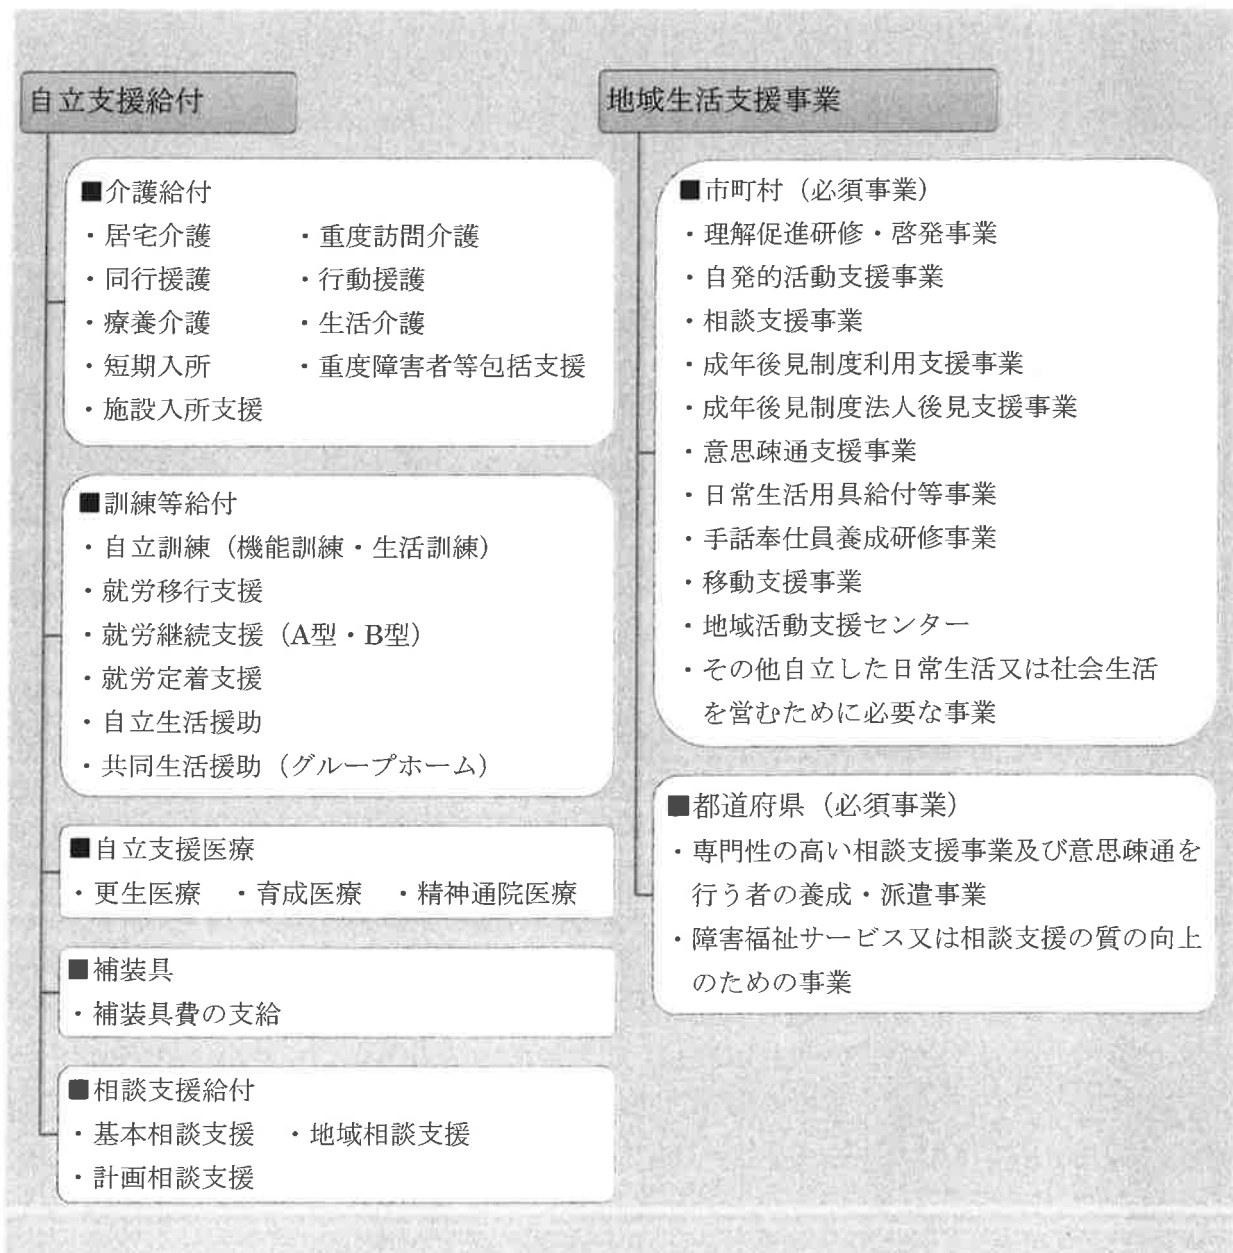 自立支援給付
■介護給付
・居宅介護　・重度訪問介護
・同行援護　・行動援護
・療養介護　・生活介護
・短期入所　・重度障害者等包括支援
・施設入所支援
■訓練等給付
・自立訓練（機能訓練・生活訓練）
・就労移行支援
・就労継続支援（A型・B型）
・就労定着支援
・自立生活援助
・共同生活援助（グループホーム）
■自立支援医療
・更生医療　・育成医療　・精神通院医療
■補装具
・補装具費の支給
■相談支援給付
・基本相談支援　・地域相談支援
・計画相談支援
地域生活支援事業
■市町村（必須事業）
・理解促進研修・啓発事業
・自発的活動支援事業
・相談支援事業
・成年後見制度利用支援事業
・成年後見制度法人後見支援事業
・意思疎通支援事業
・日常生活用具給付等事業
・手話奉仕員養成研修事業
・移動支援事業
・地域活動支援センター
・その他自立した日常生活又は社会生活
を営むために必要な事業
■都道府県（必須事業）
・専門性の高い相談支援事業及び意思疎通を
行う者の養成・派遣事業
・障害福祉サービス又は相談支援の質の向上
のための事業